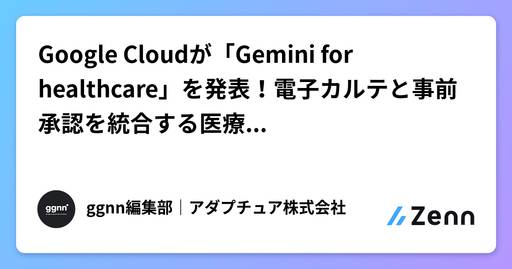 Google Cloudが「Gemini for
healthcare」を発表！電子カルテと事前
承認を統合する医療...
ggnn
ggnn編集部｜アダプチュア株式会社
Zenn